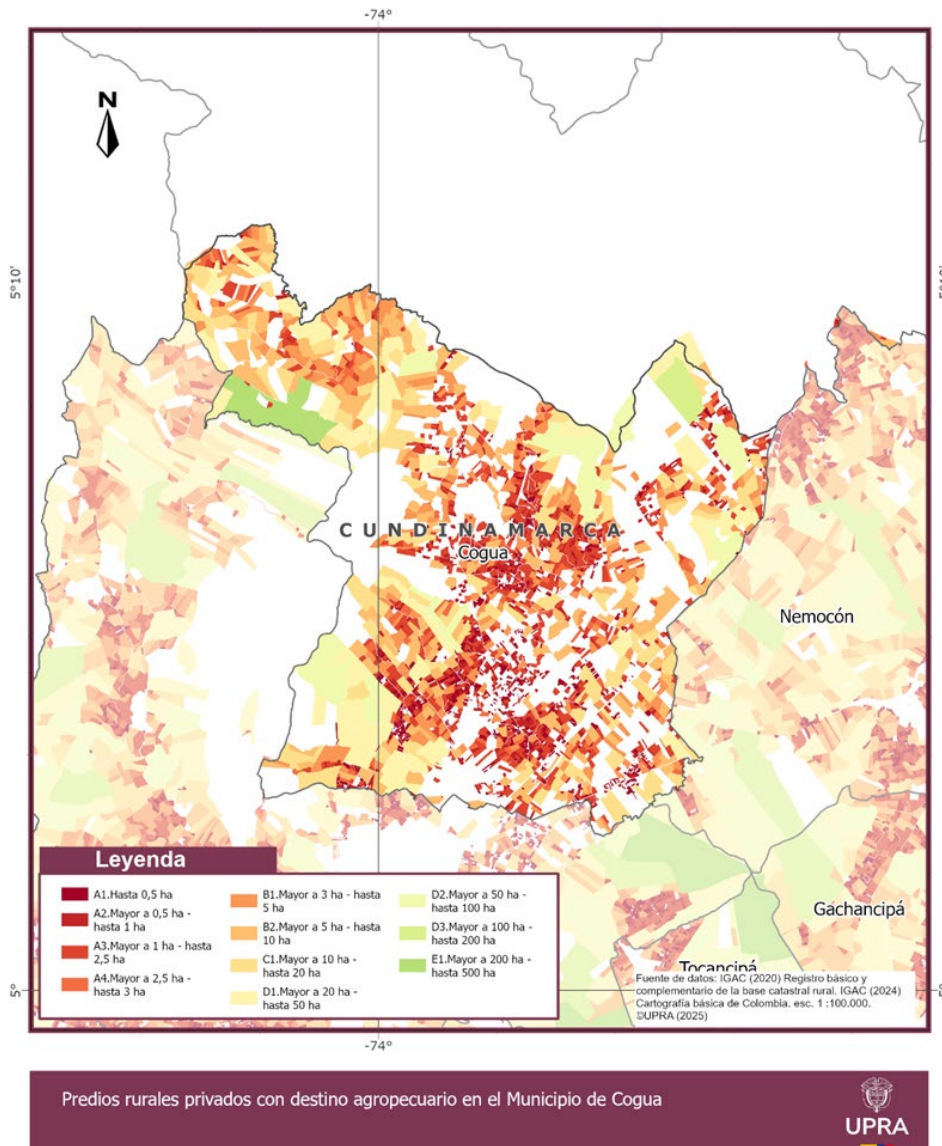 -74°
N
5°10'
5°10'
CUNDINAMARCA
Cogua
Nemocón
Gachancipá
Tocancipá
Leyenda
A1.Hasta 0,5 ha
A2.Mayor a 0,5 ha -
hasta 1 ha
A3.Mayor a 1 ha - hasta
2,5 ha
A4.Mayor a 2,5 ha -
hasta 3 ha
B1.Mayor a 3 ha - hasta
5 ha
B2.Mayor a 5 ha - hasta
10 ha
C1.Mayor a 10 ha -
hasta 20 ha
D1.Mayor a 20 ha -
hasta 50 ha
D2.Mayor a 50 ha -
hasta 100 ha
D3.Mayor a 100 ha -
hasta 200 ha
E1.Mayor a 200 ha -
hasta 500 ha
Fuente de datos: IGAC (2020) Registro básico y
complementario de la base catastral rural. IGAC (2024)
Cartografía básica de Colombia. esc. 1 :100.000.
©UPRA (2025)
5°
-74°
Predios rurales privados con destino agropecuario en el Municipio de Cogua
UPRA